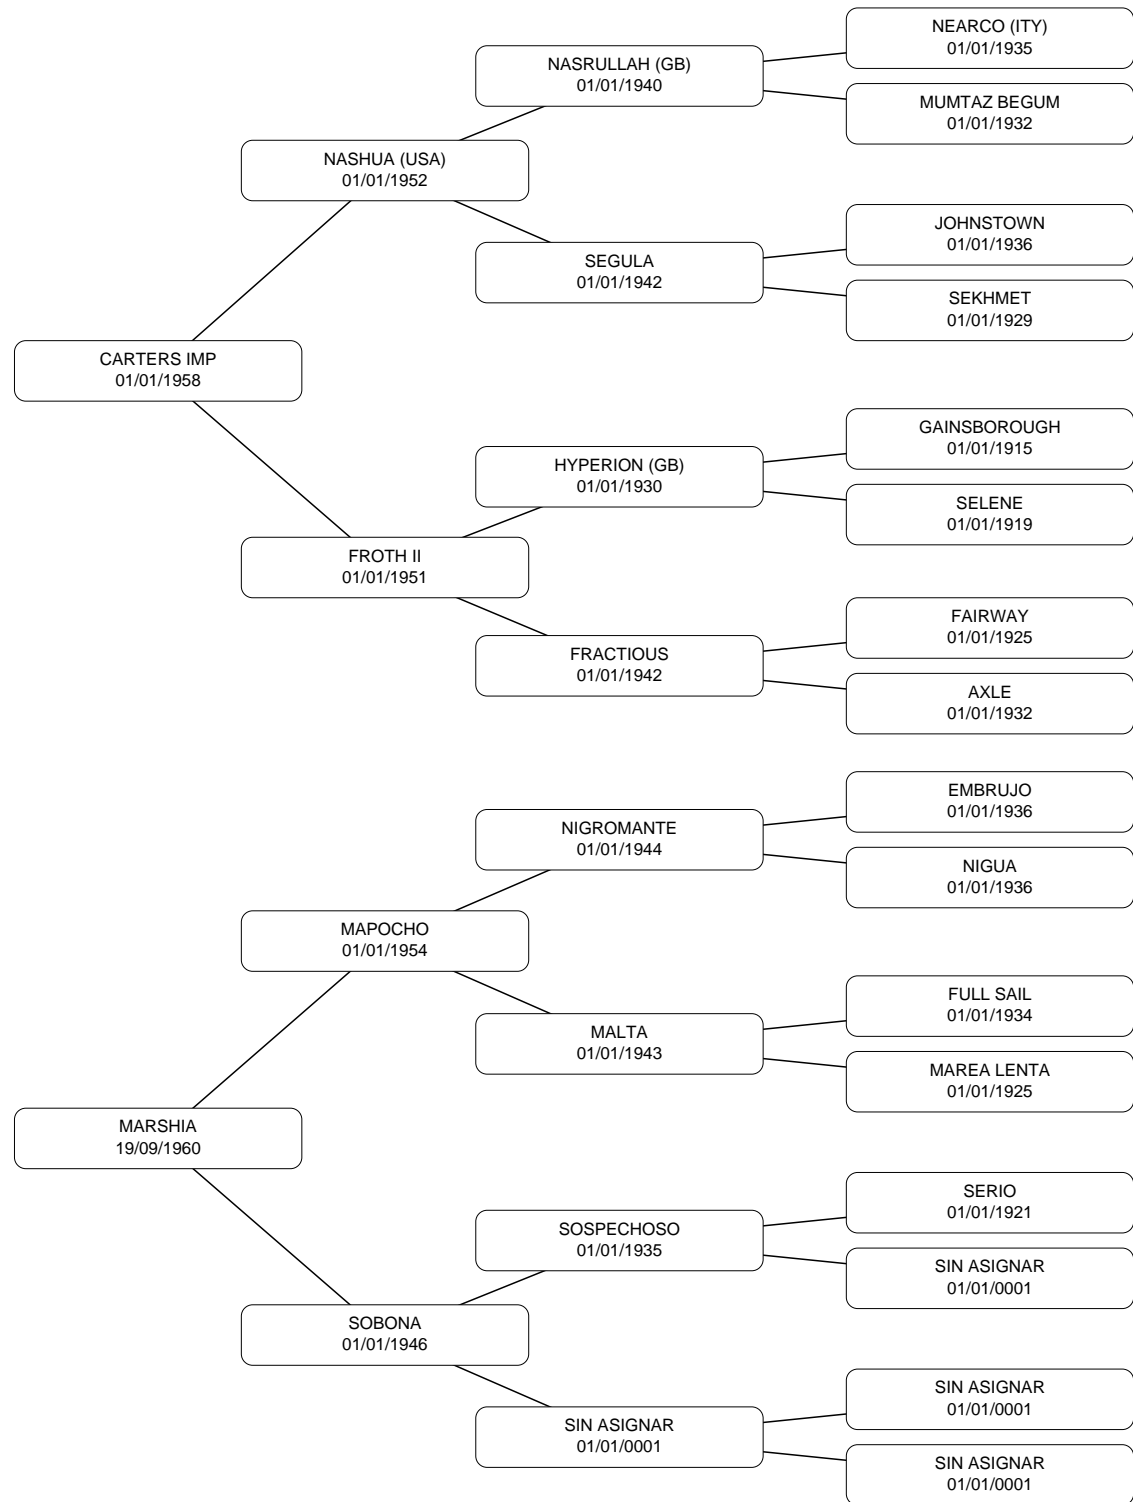 NEARCO (ITY)
01/01/1935
NASRULLAH (GB)
01/01/1940
MUMTAZ BEGUM
01/01/1932
NASHUA (USA)
01/01/1952
JOHNSTOWN
01/01/1936
SEGULA
01/01/1942
SEKHMET
01/01/1929
CARTERS IMP
01/01/1958
GAINSBOROUGH
01/01/1915
HYPERION (GB)
01/01/1930
SELENE
01/01/1919
FROTH II
01/01/1951
FAIRWAY
01/01/1925
FRACTIOUS
01/01/1942
AXLE
01/01/1932
EMBRUJO
01/01/1936
NIGROMANTE
01/01/1944
NIGUA
01/01/1936
MAPOCHO
01/01/1954
FULL SAIL
01/01/1934
MALTA
01/01/1943
MAREA LENTA
01/01/1925
MARSHIA
19/09/1960
SERIO
01/01/1921
SOSPECHOSO
01/01/1935
SIN ASIGNAR
01/01/0001
SOBONA
01/01/1946
SIN ASIGNAR
01/01/0001
SIN ASIGNAR
01/01/0001
SIN ASIGNAR
01/01/0001